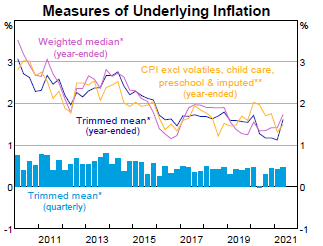 Measures of Underlying Inflation
% %
Weighted median*
(year-ended)
CPI excl volatiles, child care,
preschool & imputed**
(year-ended)
3 3
2 2
Trimmed mean*
(year-ended)
1 1
0 0
Trimmed mean*
(quarterly)
-1 -1
2011 2013 2015 2017 2019 2021